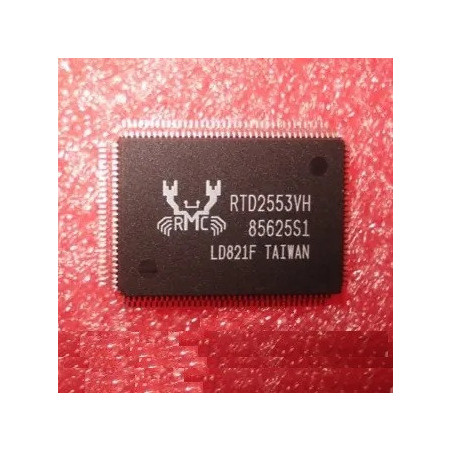 RTD2553VH
RMC
85625S1
LD821F TAIWAN